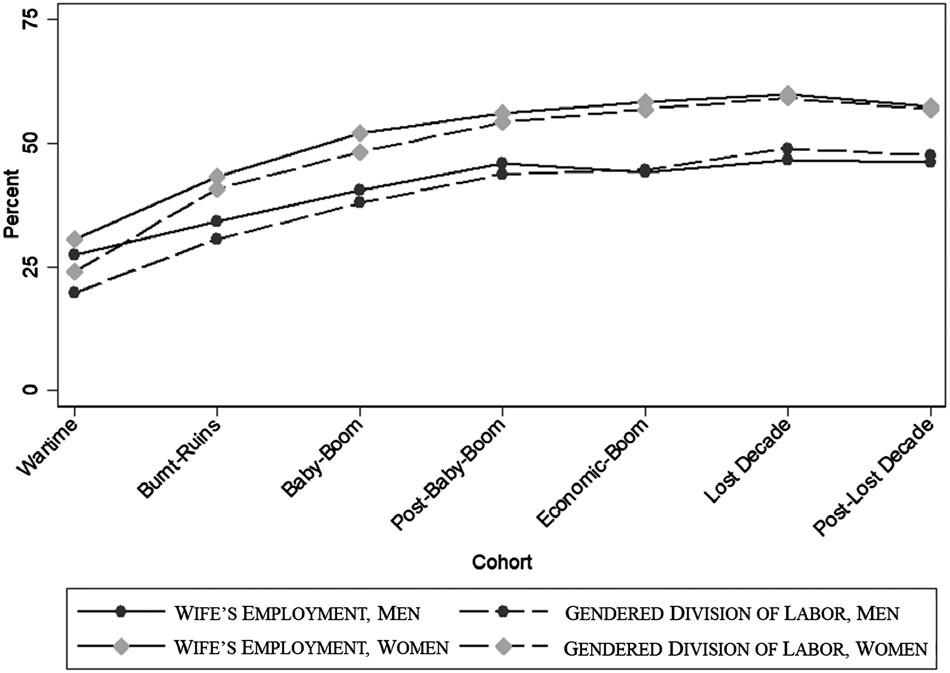 75
50
25
0
Percent
Wartime
Burnt-Ruins
Baby-Boom
Post-Baby-Boom
Economic-Boom
Lost Decade
Post-Lost Decade
Cohort
WIFE’S EMPLOYMENT, MEN
GENDERED DIVISION OF LABOR, MEN
WIFE’S EMPLOYMENT, WOMEN
GENDERED DIVISION OF LABOR, WOMEN